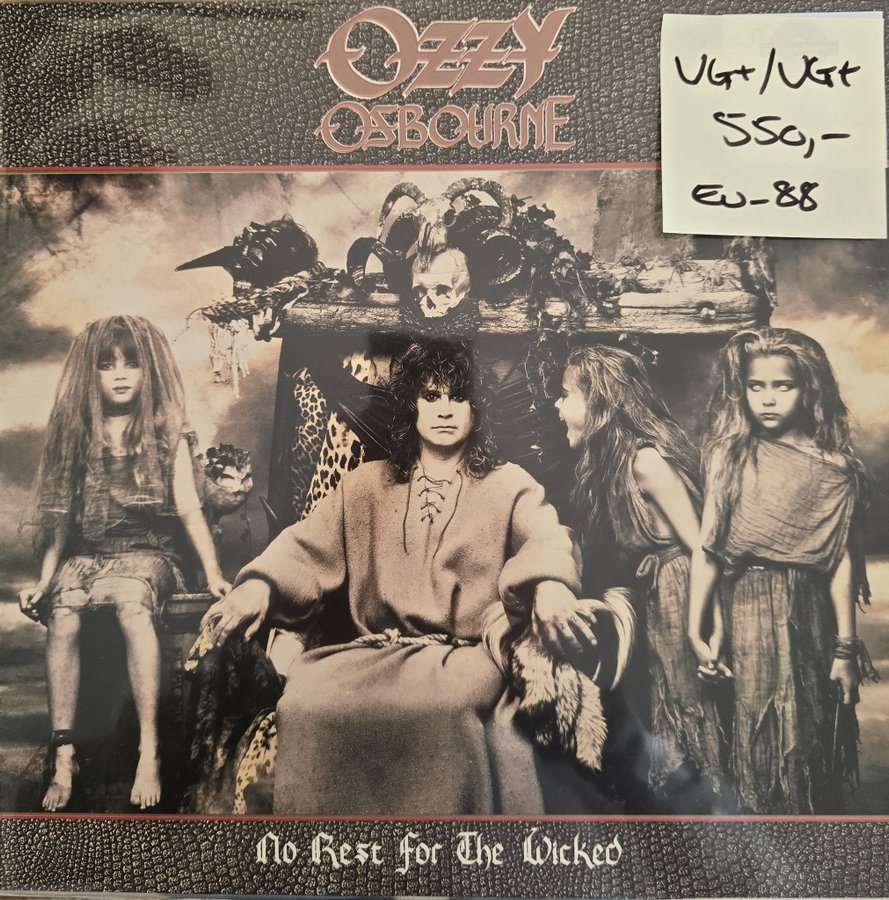 OZZY
OSBOURNE
VG+/VG+
550,-
EU-88
No Rest for The Wicked